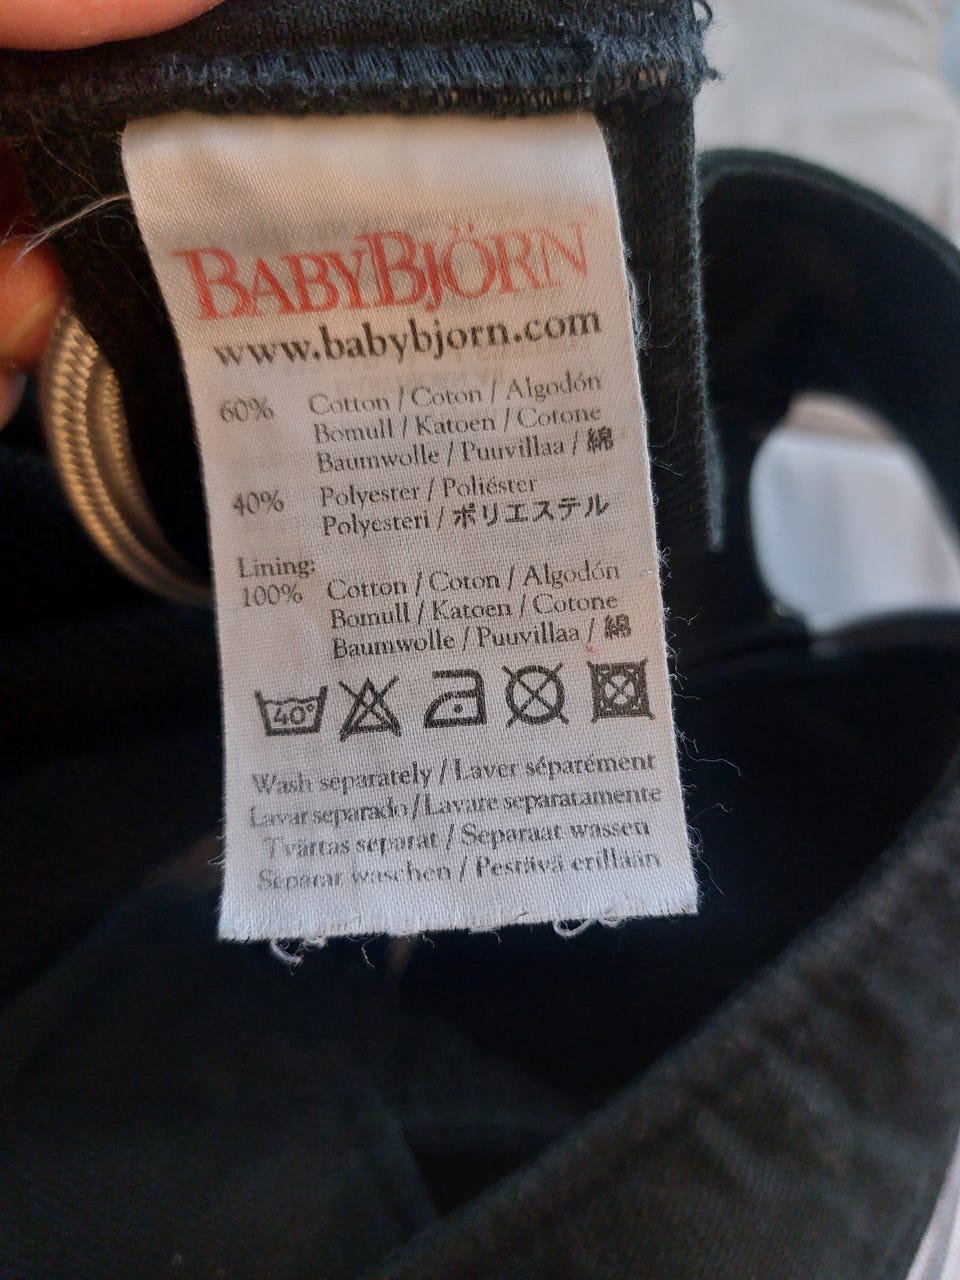 BABYBJÖRN
www.babybjorn.com
60% Cotton / Coton / Algodón
Bomull / Katoen / Cotone
Baumwolle / Puuvillaa / 綿
40% Polyester / Poliéster
Polyesteri / ポリエステル
Lining:
100% Cotton / Coton / Algodón
Bomull / Katoen / Cotone
Baumwolle / Puuvillaa / 綿
40°
Wash separately / Laver séparément
Lavar separado / Lavare separatamente
Tvättas separat / Separaat wassen
Separat waschen / Pestävä erillään